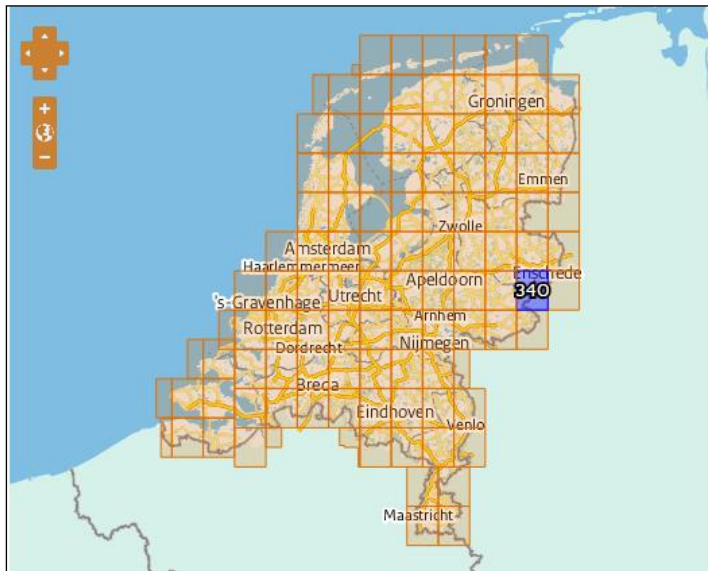 +
−
Groningen
Emmen
Zwolle
Amsterdam
Haarlemmermeer
Enschede
Apeldoorn
340
Utrecht
's-Gravenhage
Arnhem
Rotterdam
Nijmegen
Dordrecht
Breda
Eindhoven
Venlo
Maastricht